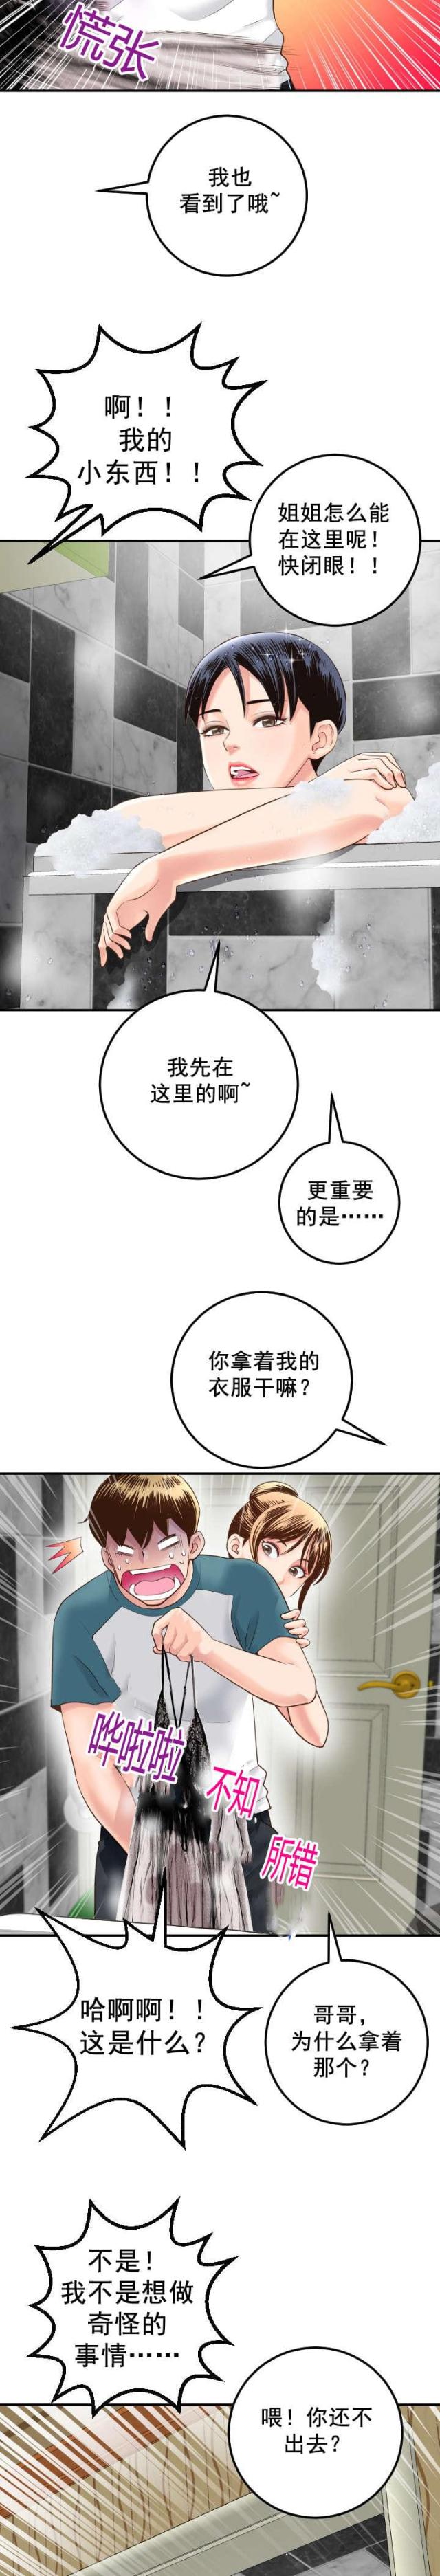 慌张
我也
看到了哦~
啊！！
我的
小东西！！
姐姐怎么能
在这里呢！
快闭眼！！
我先在
这里的啊~
更重要
的是……
你拿着我的
衣服干嘛？
哗啦啦
不知
所错
哈啊啊！！
这是什么？
哥哥，
为什么拿着
那个？
不是！
我不是想做
奇怪的
事情……
喂！你还不
出去？